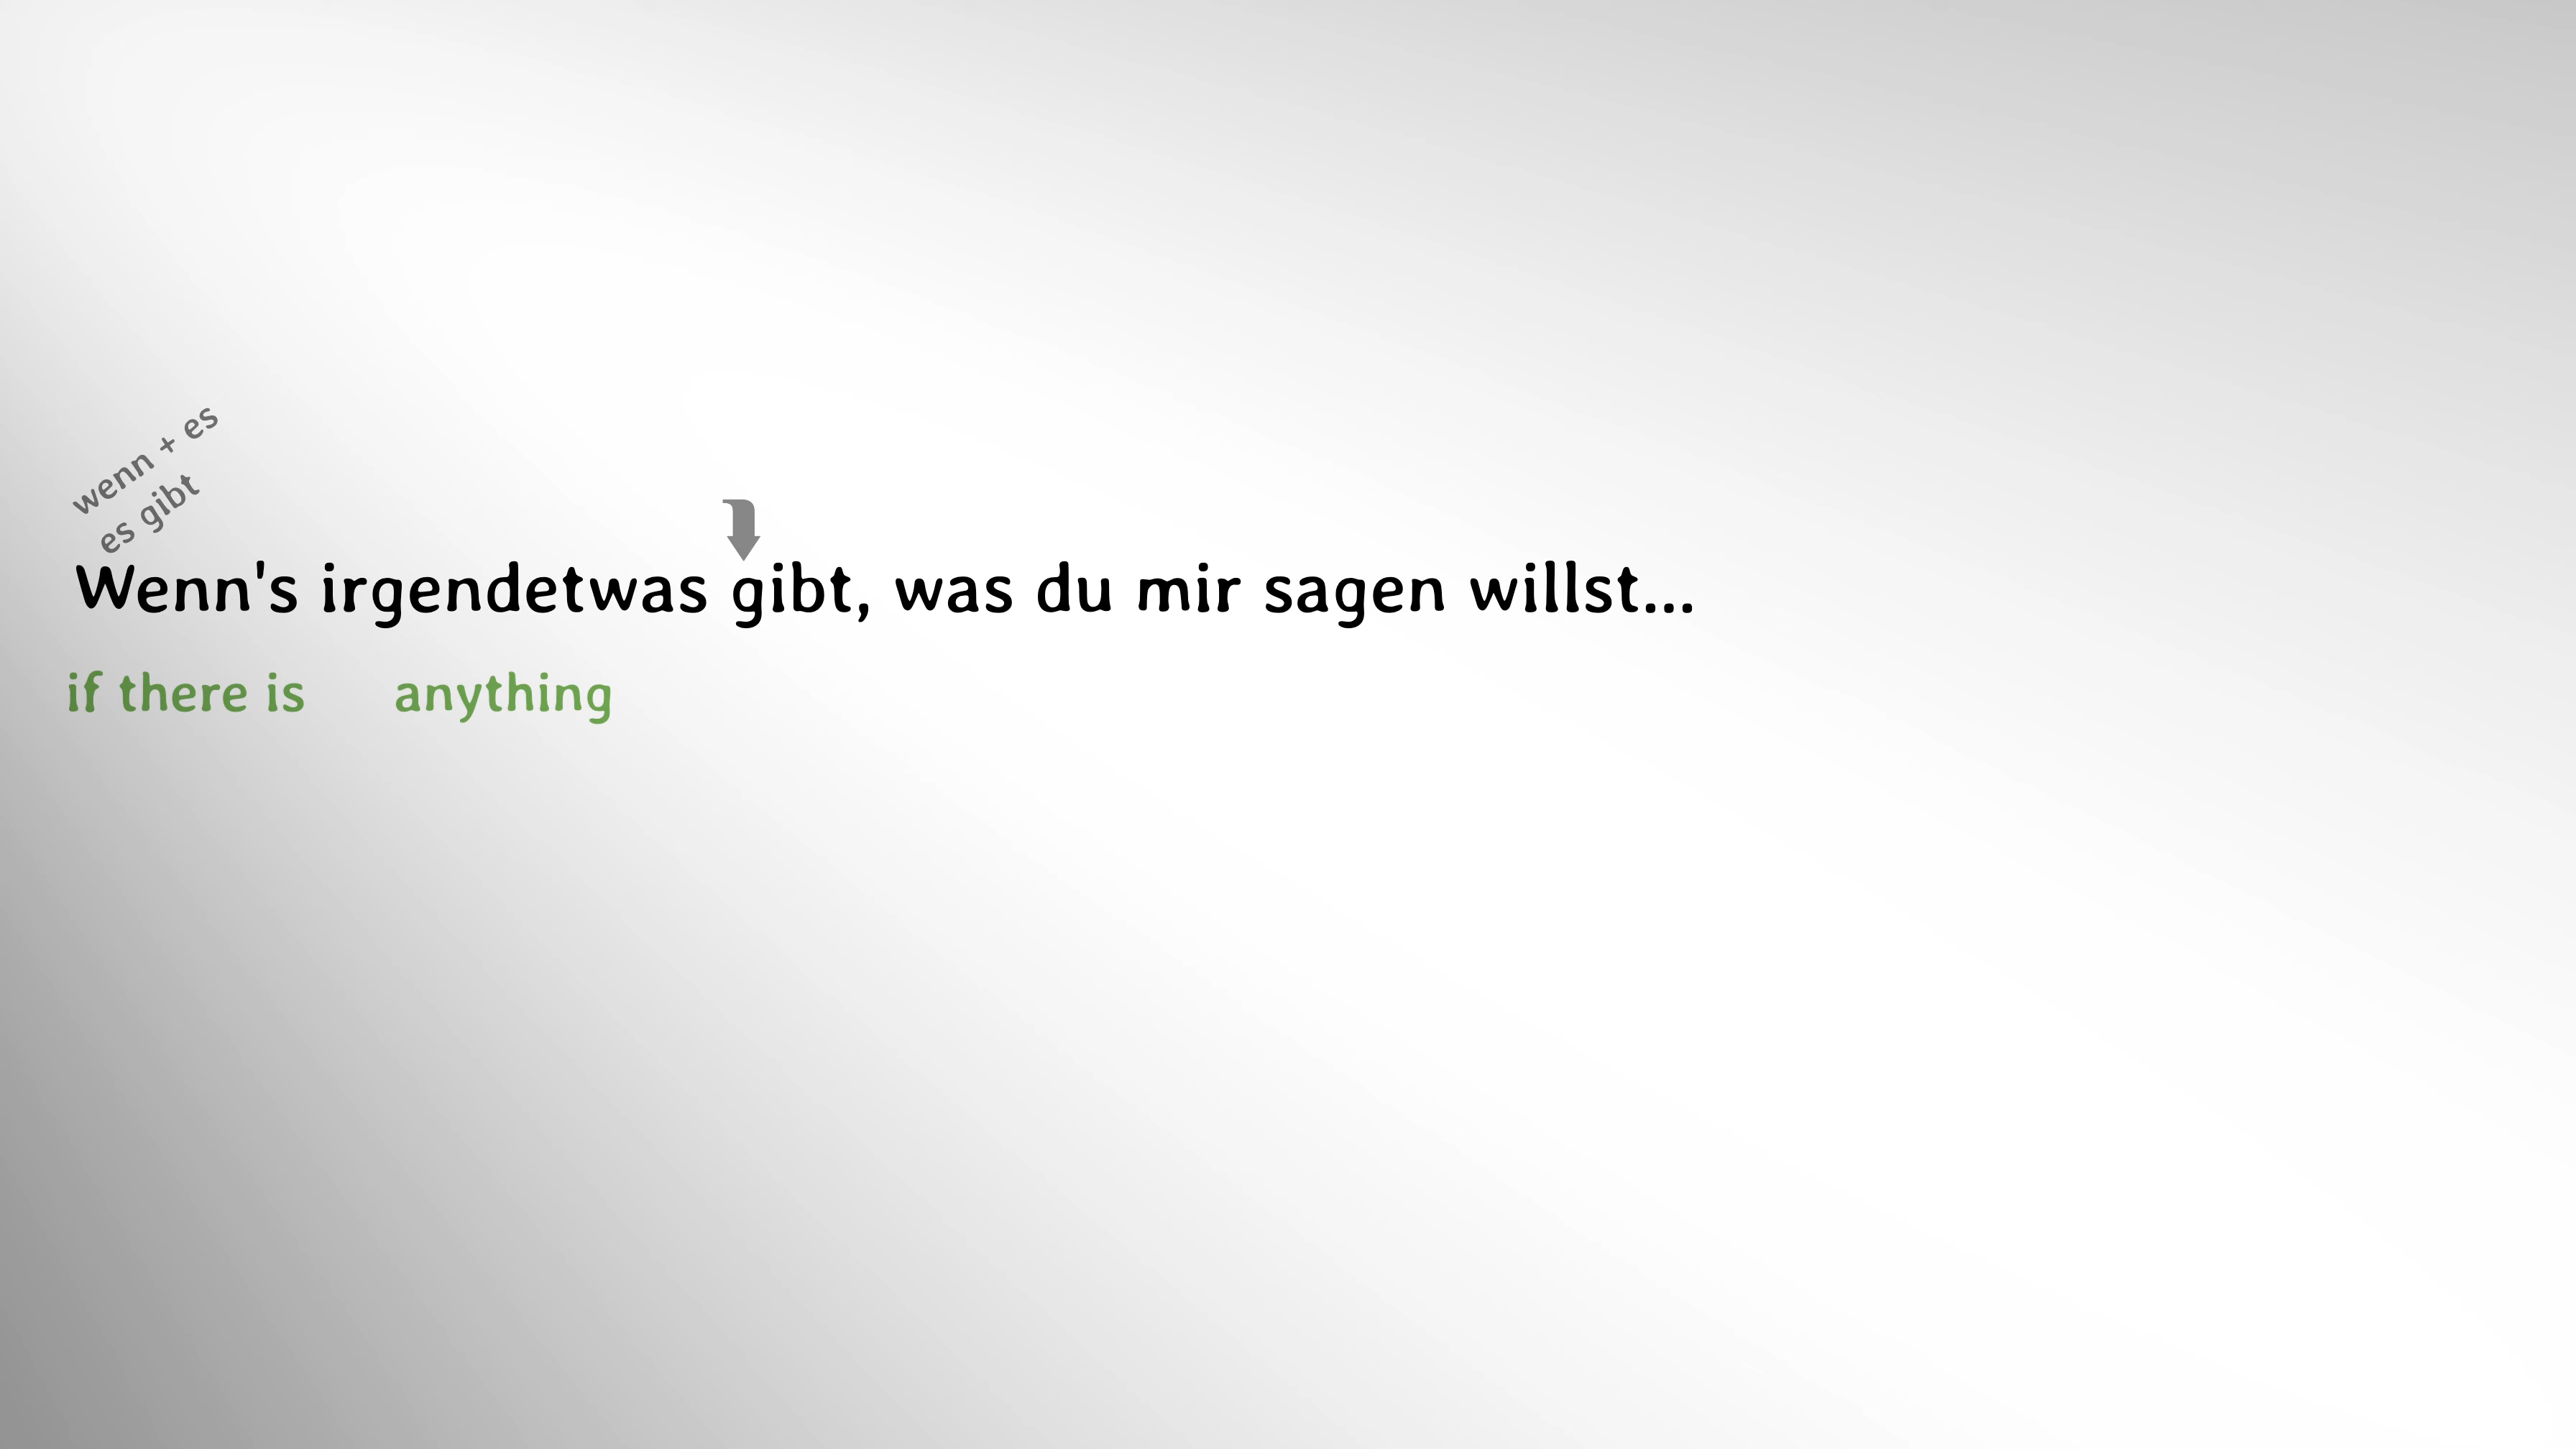 wenn + es
es gibt
Wenn's irgendetwas gibt, was du mir sagen willst...
if there is anything